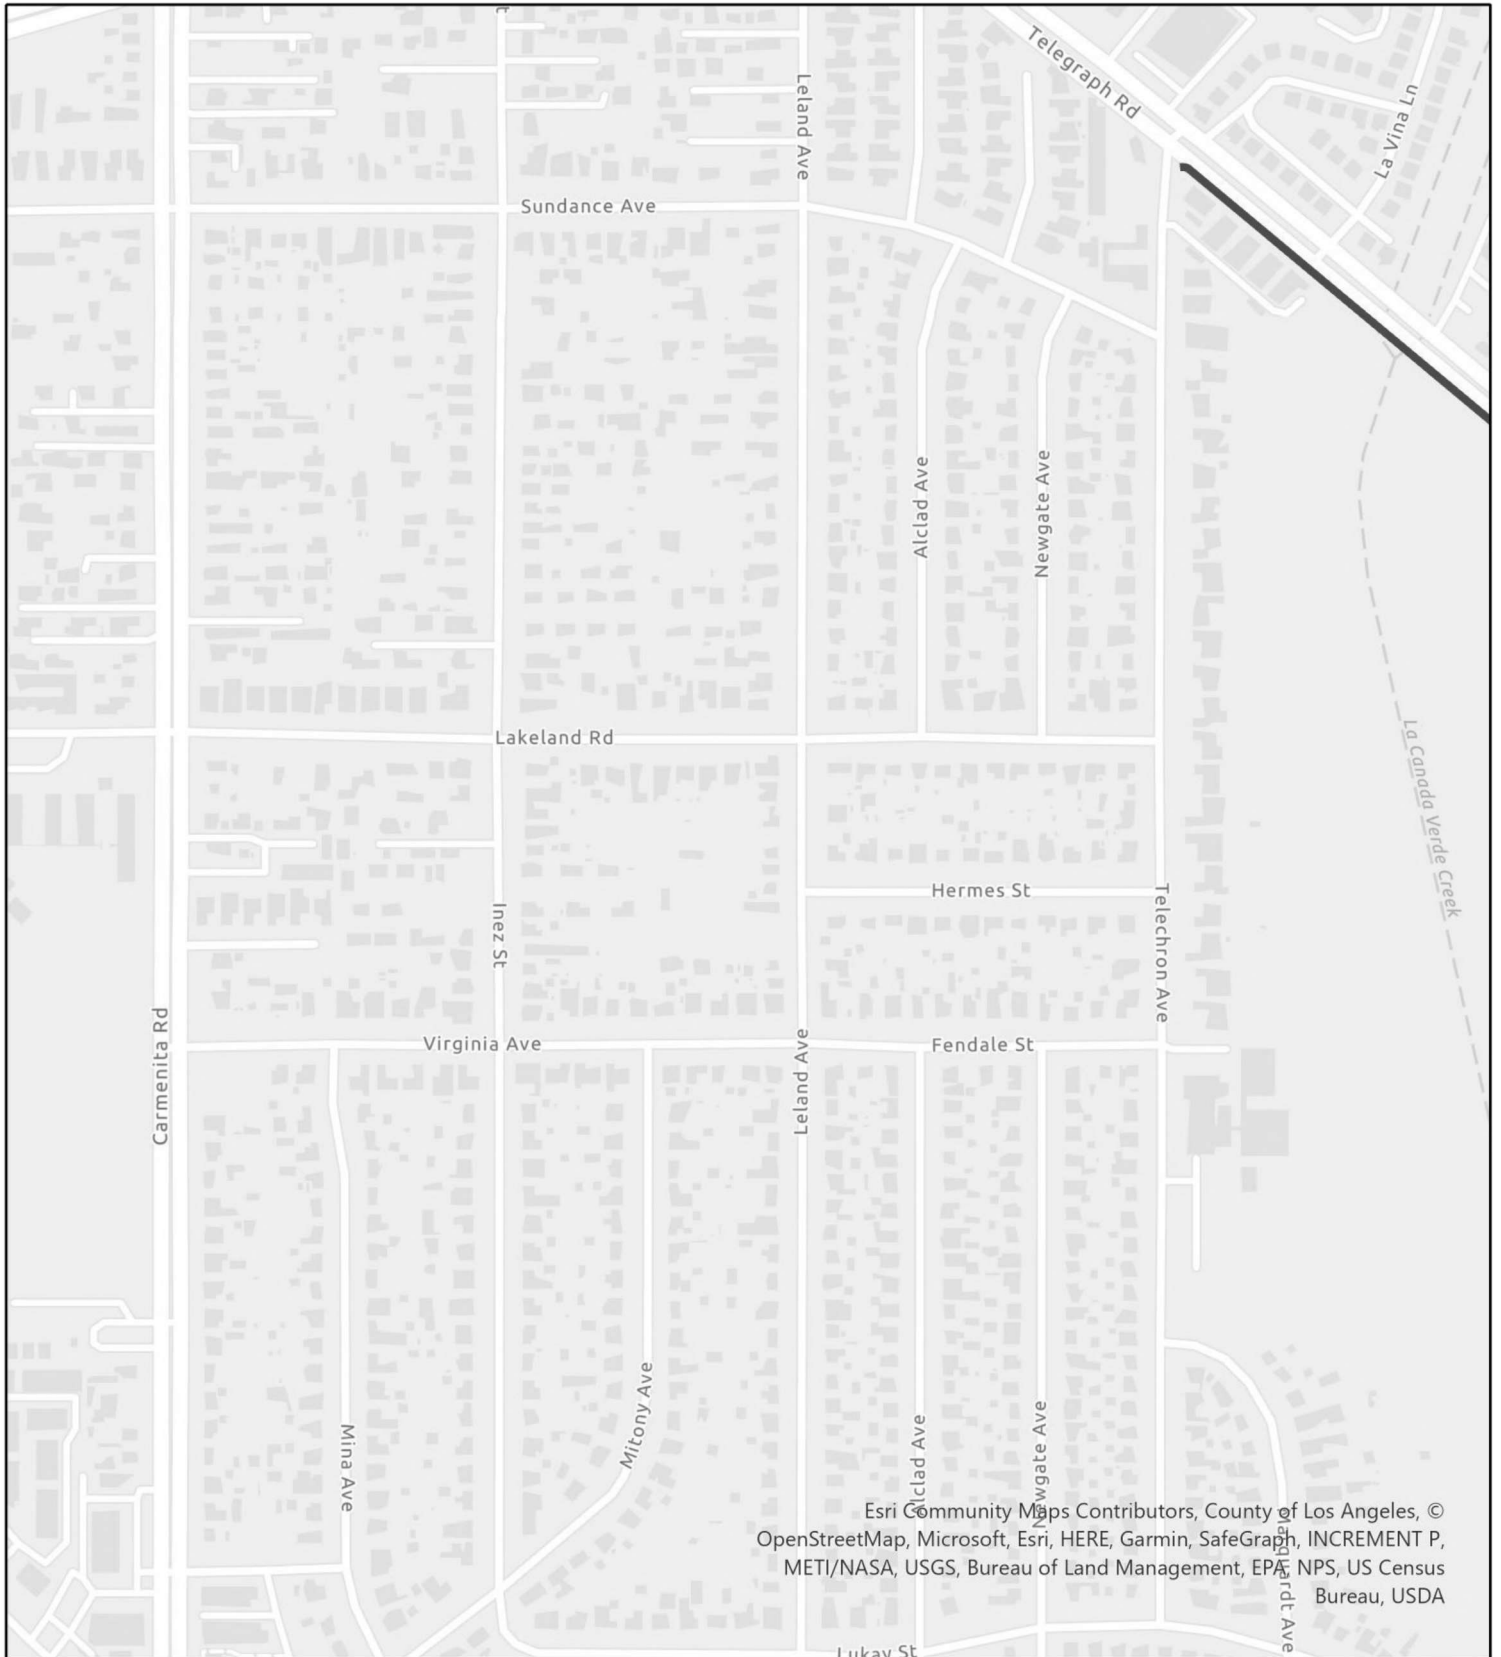 Telegraph Rd
Leland Ave
La Vina Ln
Sundance Ave
Alclad Ave
Newgate Ave
Lakeland Rd
La Canada Verde Creek
Hermes St
Telechron Ave
Inez St
Carmenita Rd
Virginia Ave
Leland Ave
Fendale St
Mitony Ave
Mina Ave
Alclad Ave
Newgate Ave
Esri Community Maps Contributors, County of Los Angeles, ©
OpenStreetMap, Microsoft, Esri, HERE, Garmin, SafeGraph, INCREMENT P,
METI/NASA, USGS, Bureau of Land Management, EPA, NPS, US Census
Bureau, USDA
Marquardt Ave
Lukay St